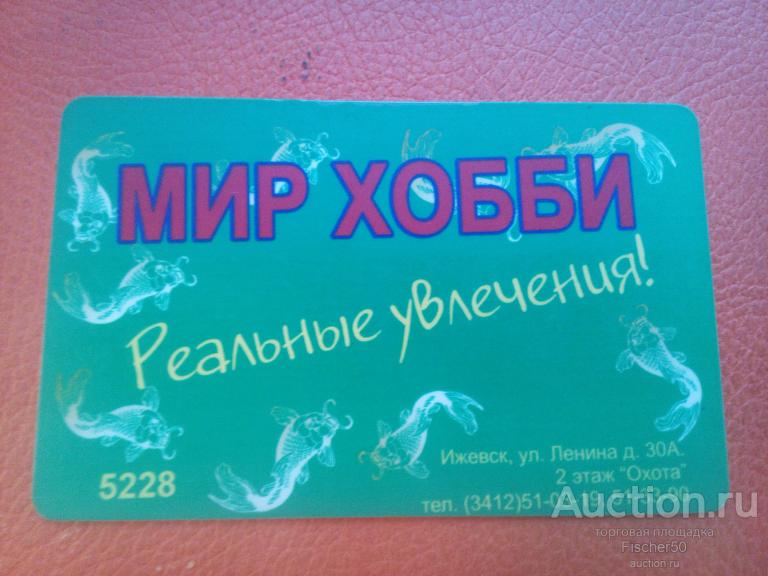 МИР ХОББИ
Реальные увлечения!
Ижевск, ул. Ленина д. 30А.
2 этаж "Охота"
5228
тел.
Auction.ru
торговая площадка
Fischer50
auction.ru